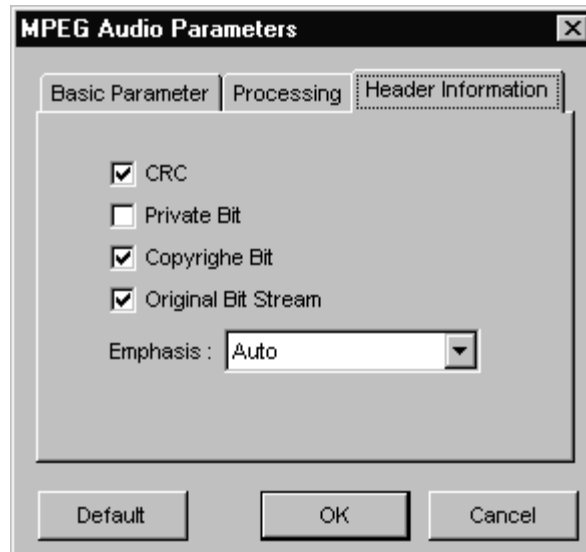 MPEG Audio Parameters
Basic Parameter Processing Header Information
CRC
Private Bit
Copyrighe Bit
Original Bit Stream
Emphasis : Auto
Default OK Cancel